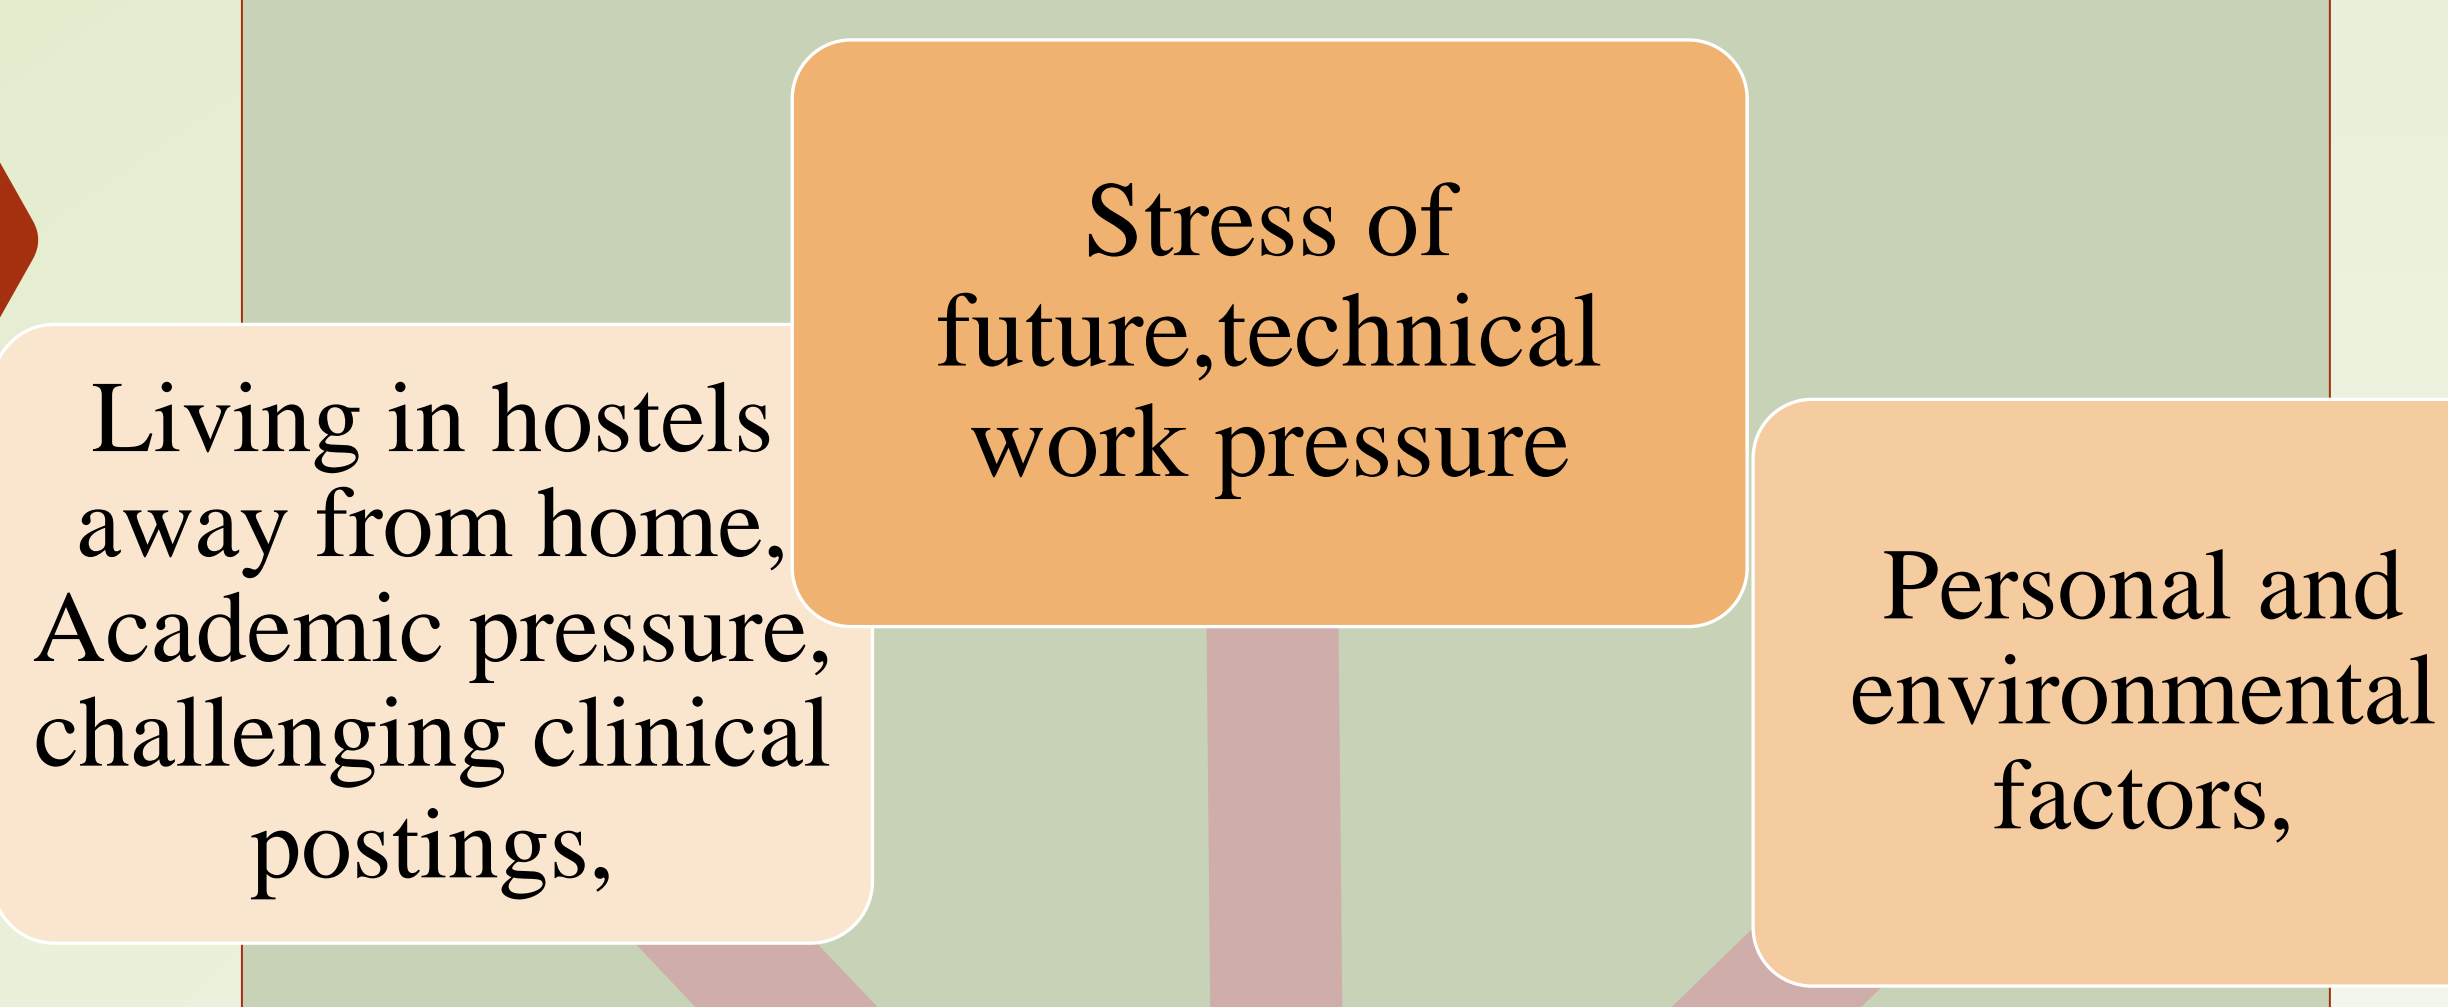 Living in hostels
away from home,
Academic pressure,
challenging clinical
postings,
Stress of
future,technical
work pressure
Personal and
environmental
factors,